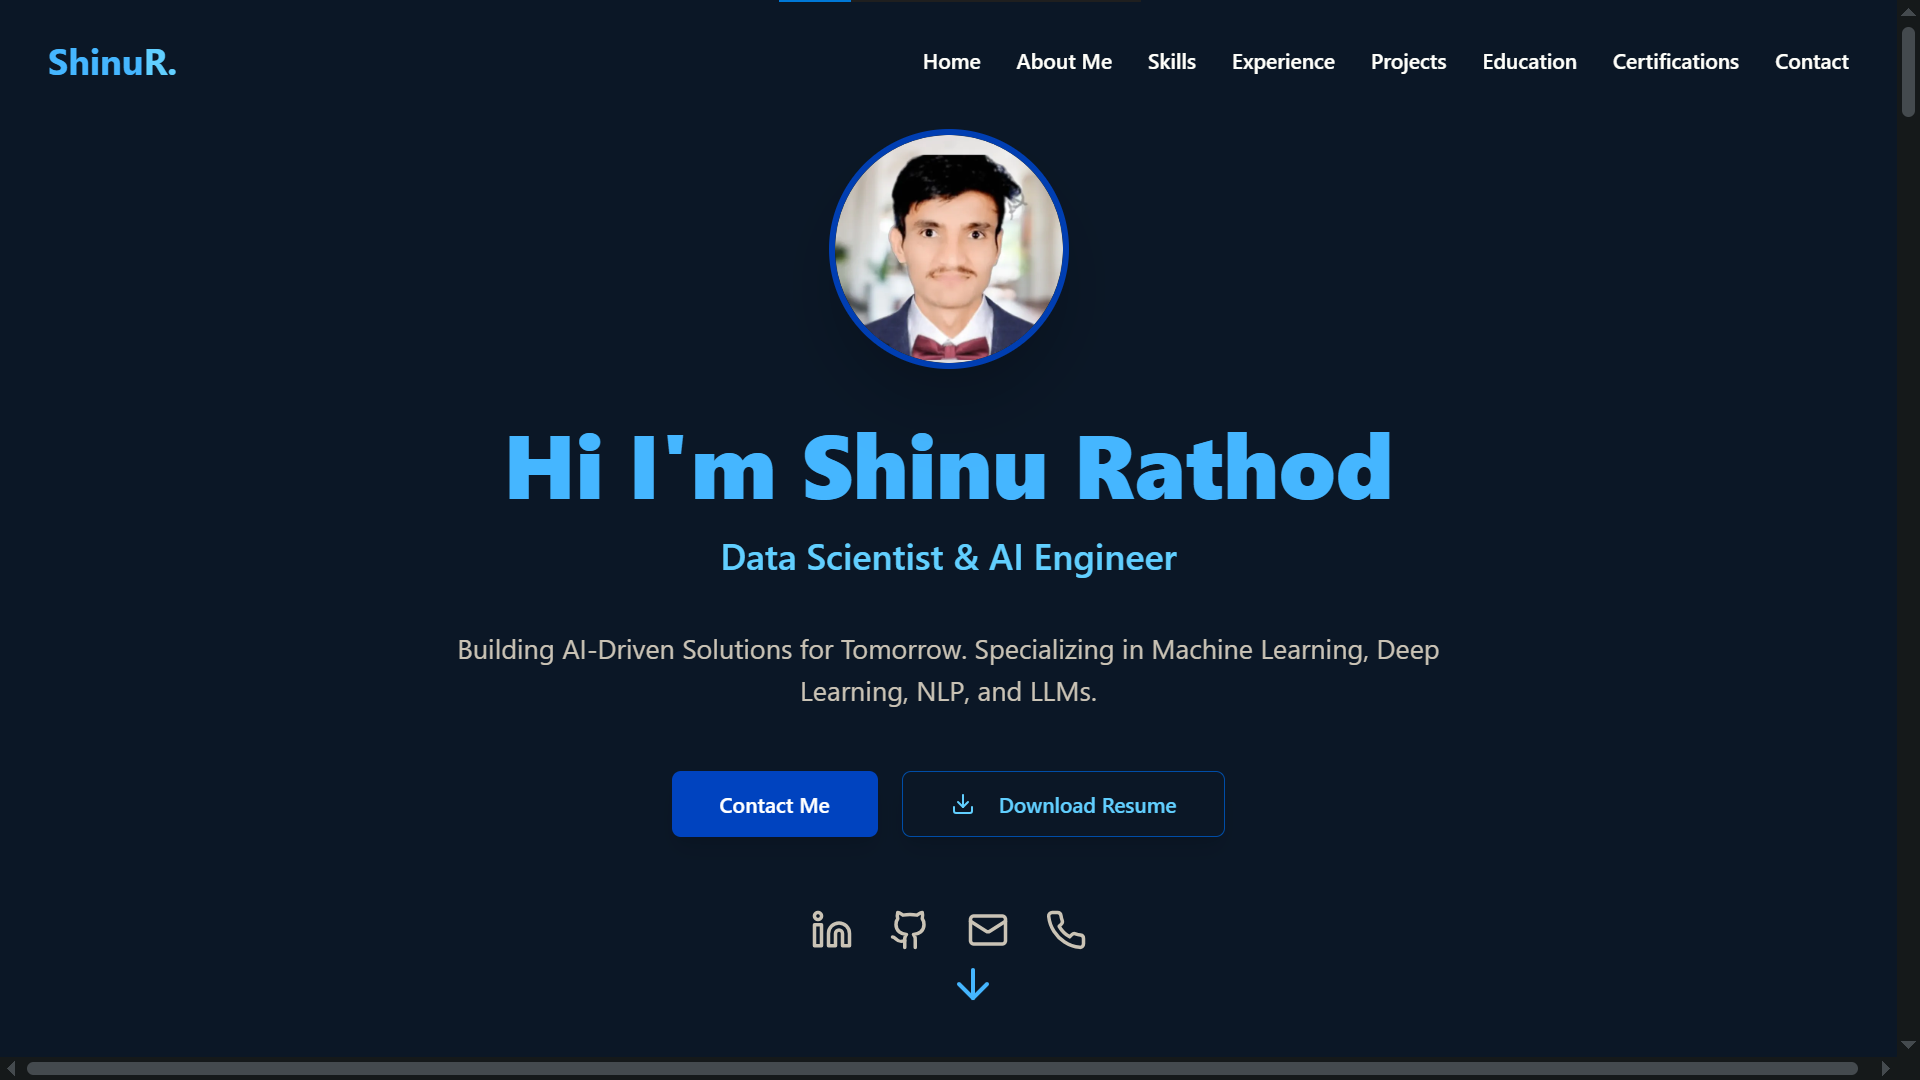 ShinuR.
Home About Me Skills Experience Projects Education Certifications Contact
Hi I'm Shinu Rathod
Data Scientist & AI Engineer
Building AI-Driven Solutions for Tomorrow. Specializing in Machine Learning, Deep
Learning, NLP, and LLMs.
Contact Me
Download Resume